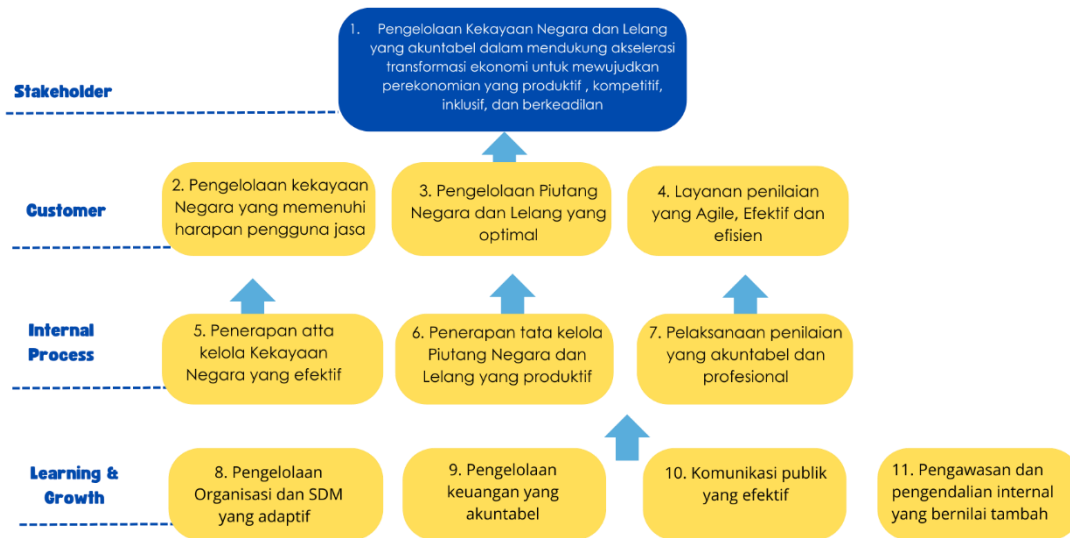 1. Pengelolaan Kekayaan Negara dan Lelang
yang akuntabel dalam mendukung akselerasi
transformasi ekonomi untuk mewujudkan
perekonomian yang produktif , kompetitif,
inklusif, dan berkeadilan
Stakeholder
2. Pengelolaan kekayaan
Negara yang memenuhi
harapan pengguna jasa
3. Pengelolaan Piutang
Negara dan Lelang yang
optimal
4. Layanan penilaian
yang Agile, Efektif dan
efisien
Customer
5. Penerapan atta
kelola Kekayaan
Negara yang efektif
6. Penerapan tata kelola
Piutang Negara dan
Lelang yang produktif
7. Pelaksanaan penilaian
yang akuntabel dan
profesional
Internal
Process
8. Pengelolaan
Organisasi dan SDM
yang adaptif
9. Pengelolaan
keuangan yang
akuntabel
10. Komunikasi publik
yang efektif
11. Pengawasan dan
pengendalian internal
yang bernilai tambah
Learning &
Growth